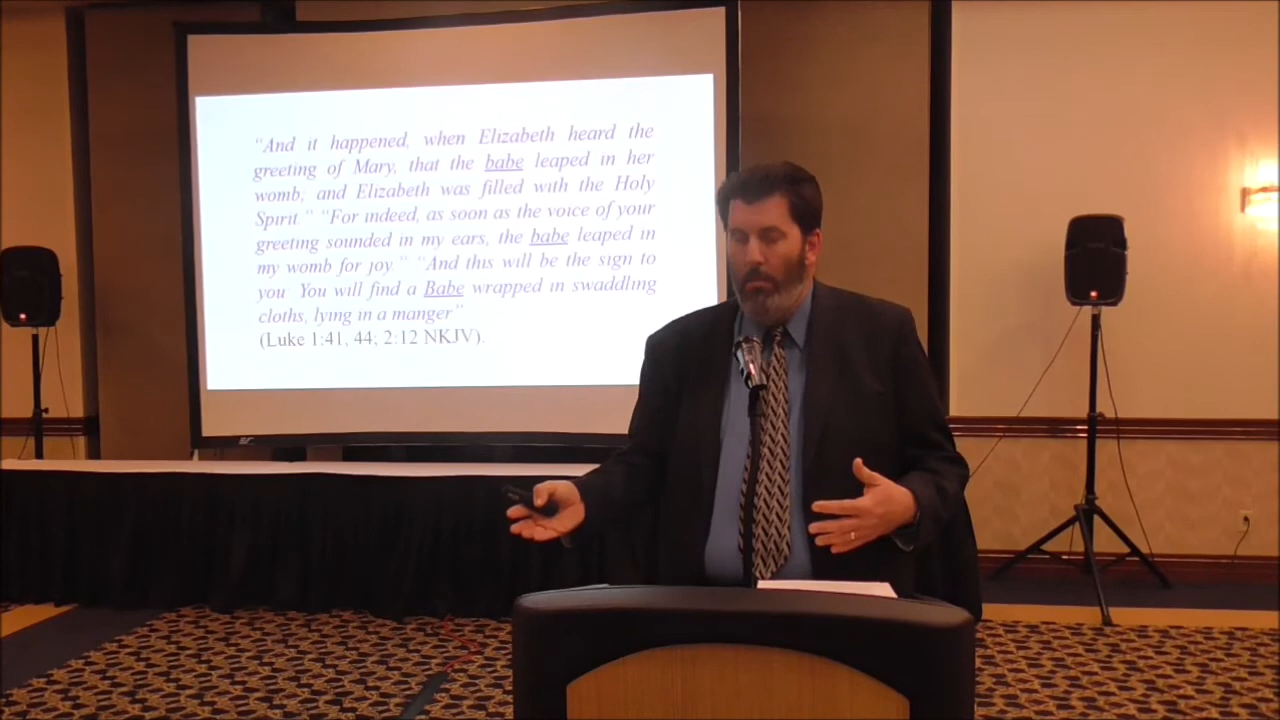 “And it happened, when Elizabeth heard the
greeting of Mary, that the babe leaped in her
womb; and Elizabeth was filled with the Holy
Spirit.” “For indeed, as soon as the voice of your
greeting sounded in my ears, the babe leaped in
my womb for joy.” “And this will be the sign to
you: You will find a Babe wrapped in swaddling
cloths, lying in a manger”
(Luke 1:41, 44; 2:12 NKJV).